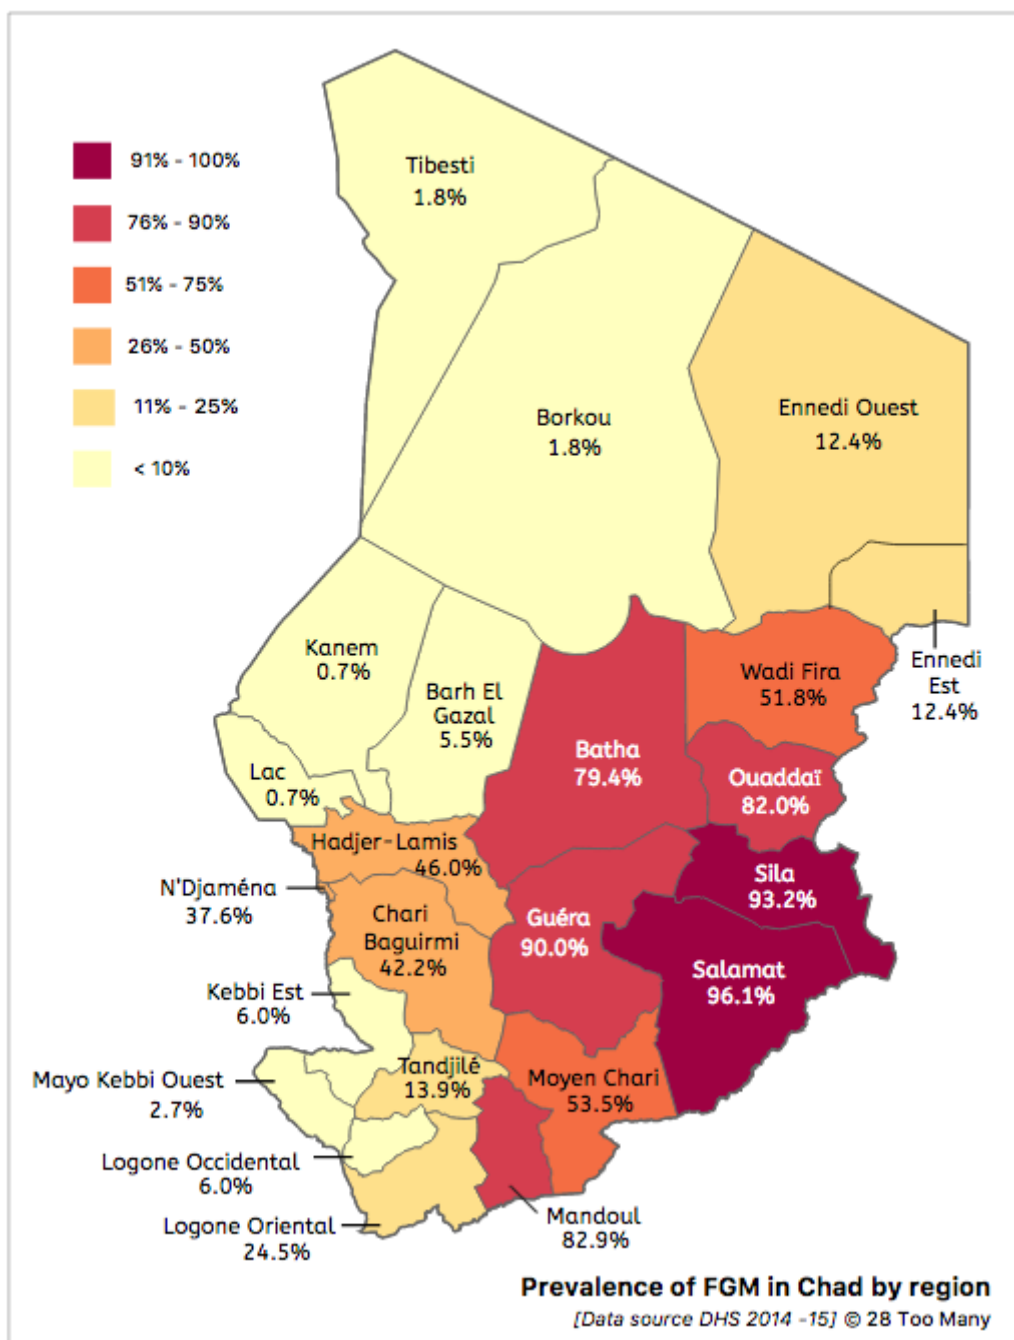 91% - 100%
76% - 90%
51% - 75%
26% - 50%
11% - 25%
< 10%
Tibesti
1.8%
Borkou
1.8%
Ennedi Ouest
12.4%
Ennedi
Est
12.4%
Kanem
0.7%
Barh El
Gazal
5.5%
Lac
0.7%
Batha
79.4%
Wadi Fira
51.8%
Ouaddaï
82.0%
Hadjer-Lamis
46.0%
N'Djaména
37.6%
Chari
Baguirmi
42.2%
Guéra
90.0%
Sila
93.2%
Salamat
96.1%
Kebbi Est
6.0%
Mayo Kebbi Ouest
2.7%
Tandjilé
13.9%
Moyen Chari
53.5%
Logone Occidental
6.0%
Logone Oriental
24.5%
Mandoul
82.9%
Prevalence of FGM in Chad by region
[Data source DHS 2014 -15] © 28 Too Many